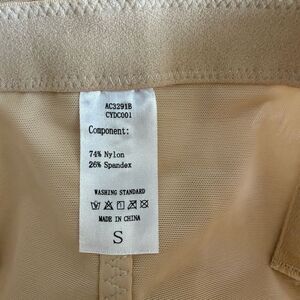 AC3291B
CYDC001
Component:
74% Nylon
26% Spandex
WASHING STANDARD
MADE IN CHINA
S